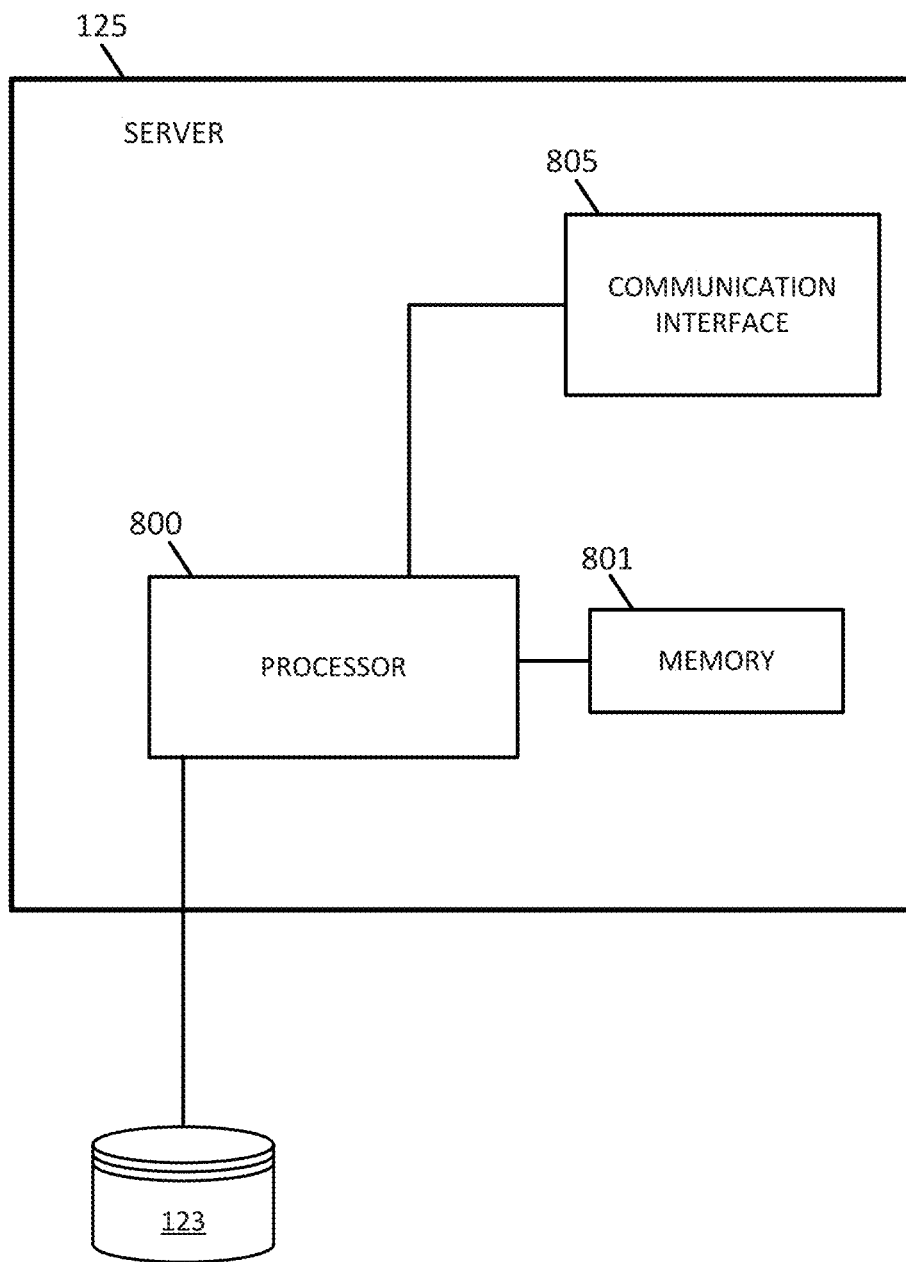 125
SERVER
805
COMMUNICATION
INTERFACE
800
801
PROCESSOR
MEMORY
123